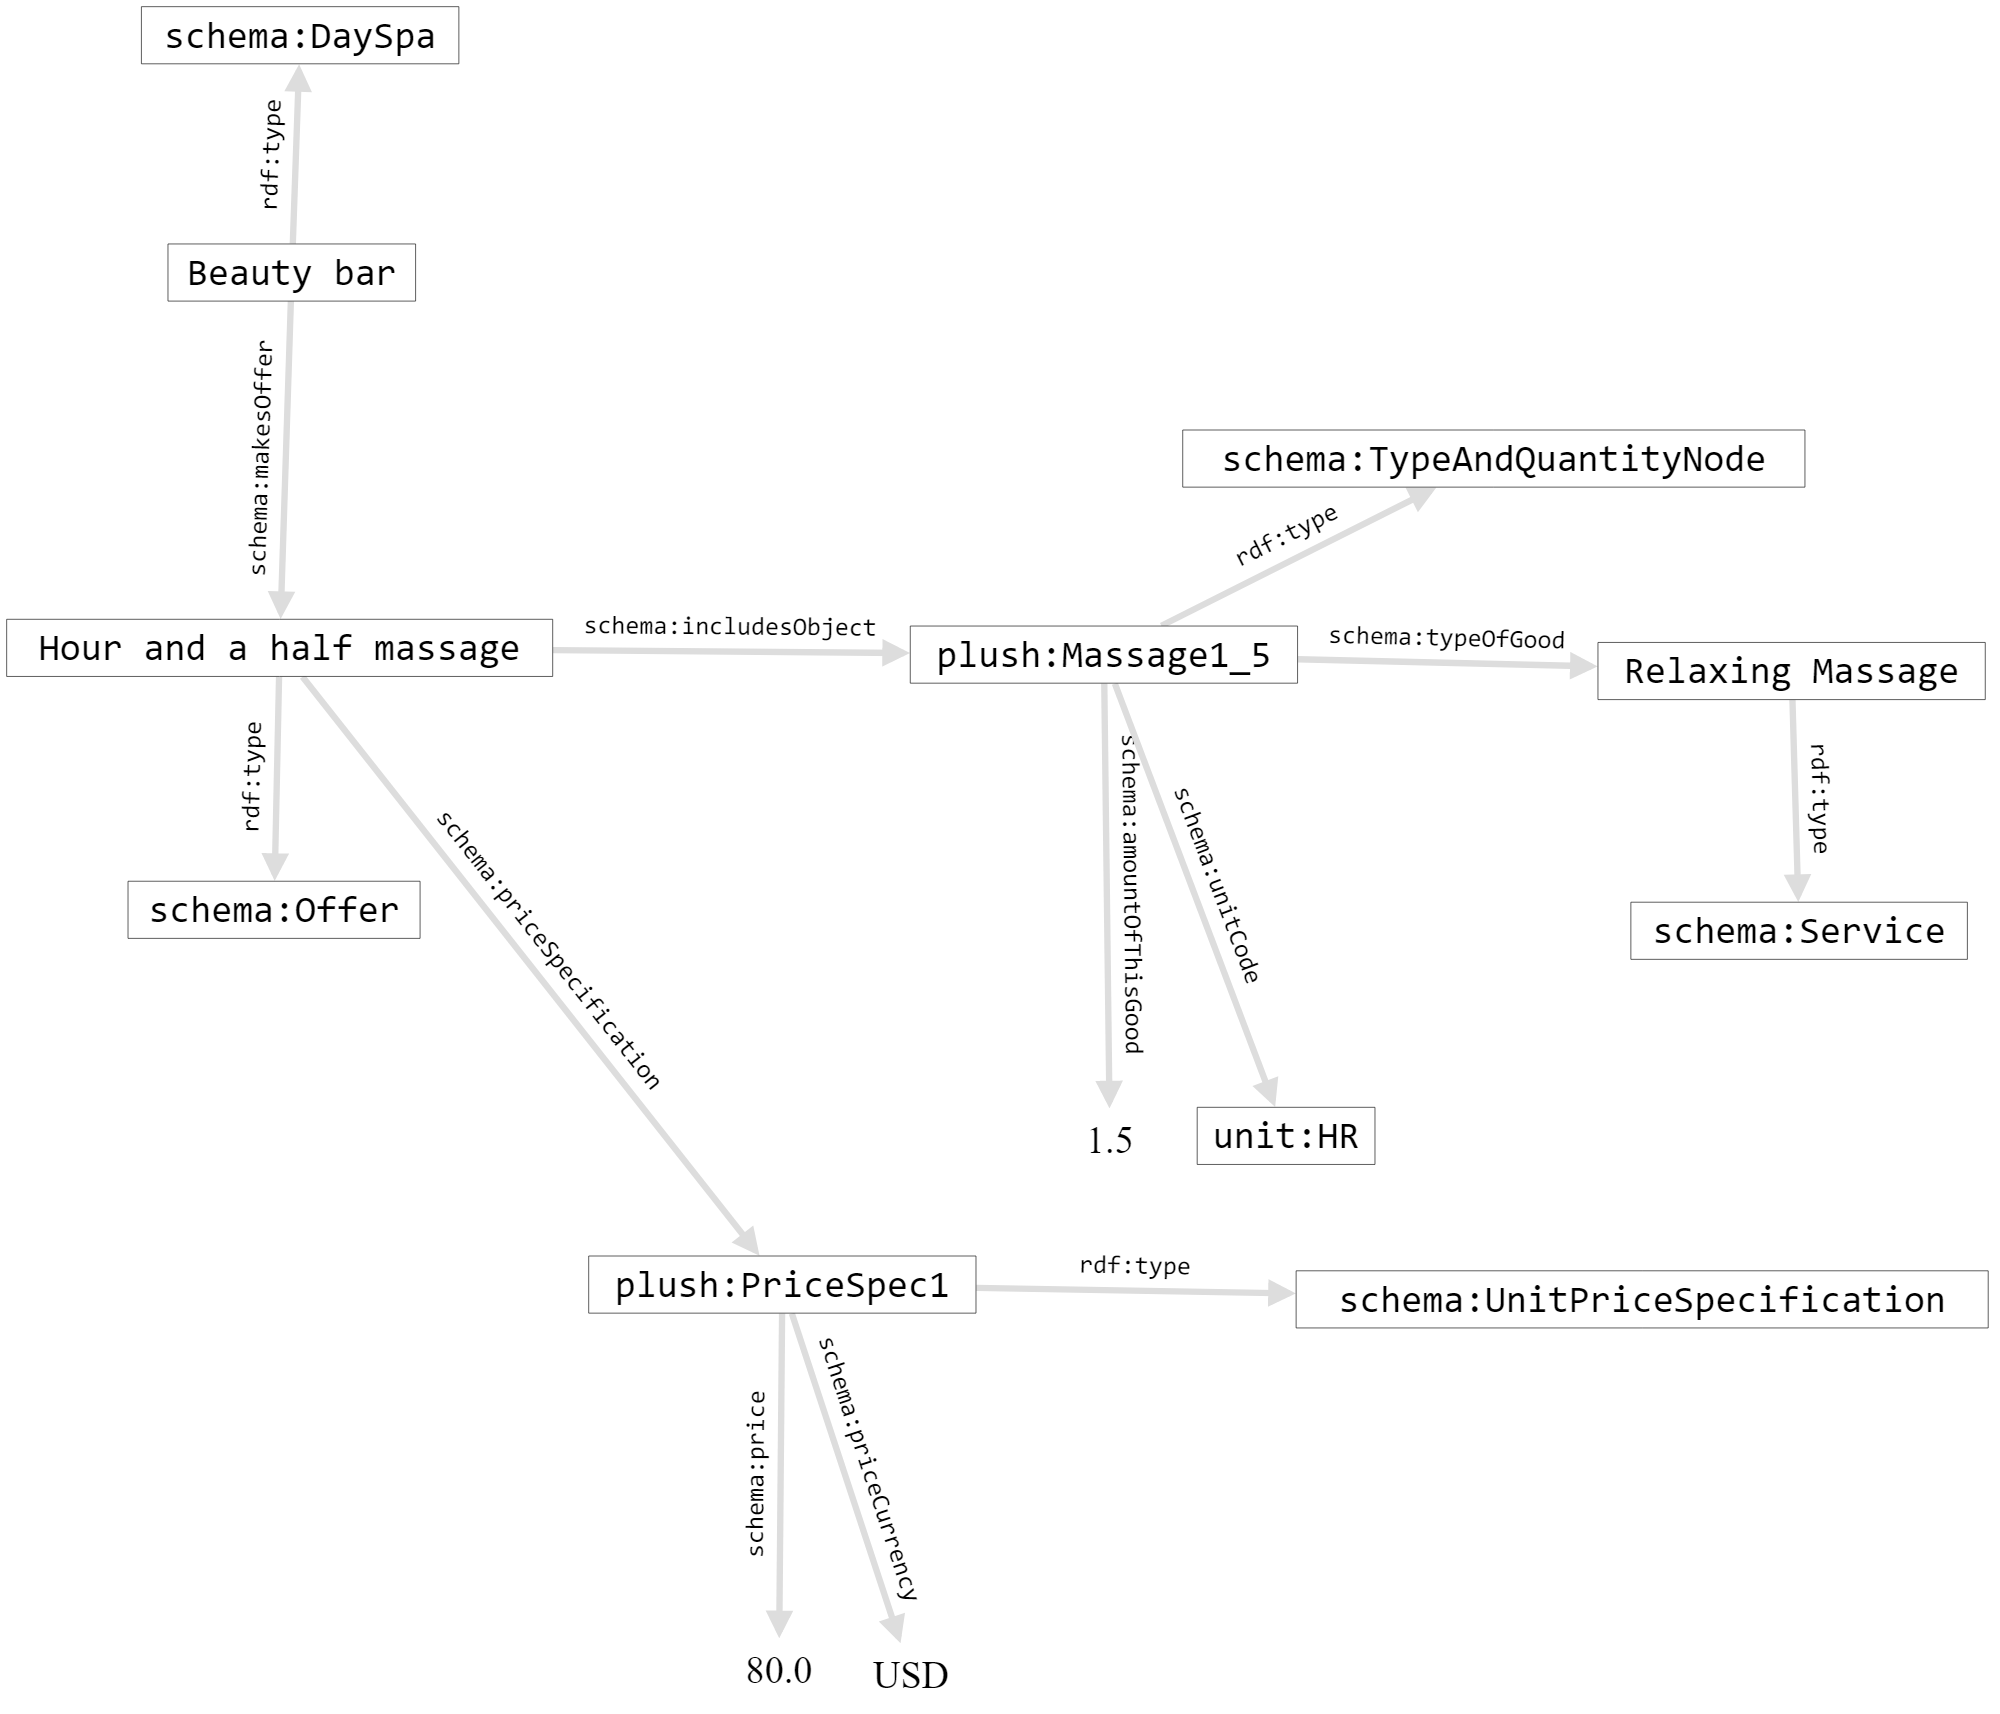 schema:DaySpa
rdf:type
Beauty bar
schema:makesOffer
schema:TypeAndQuantityNode
rdf:type
Hour and a half massage
schema:includesObject
plush:Massage1_5
schema:typeOfGood
Relaxing Massage
rdf:type
schema:priceSpecification
schema:amountOfThisGood
schema:unitCode
rdf:type
schema:Offer
schema:Service
1.5
unit:HR
plush:PriceSpec1
rdf:type
schema:UnitPriceSpecification
schema:price
schema:priceCurrency
80.0
USD